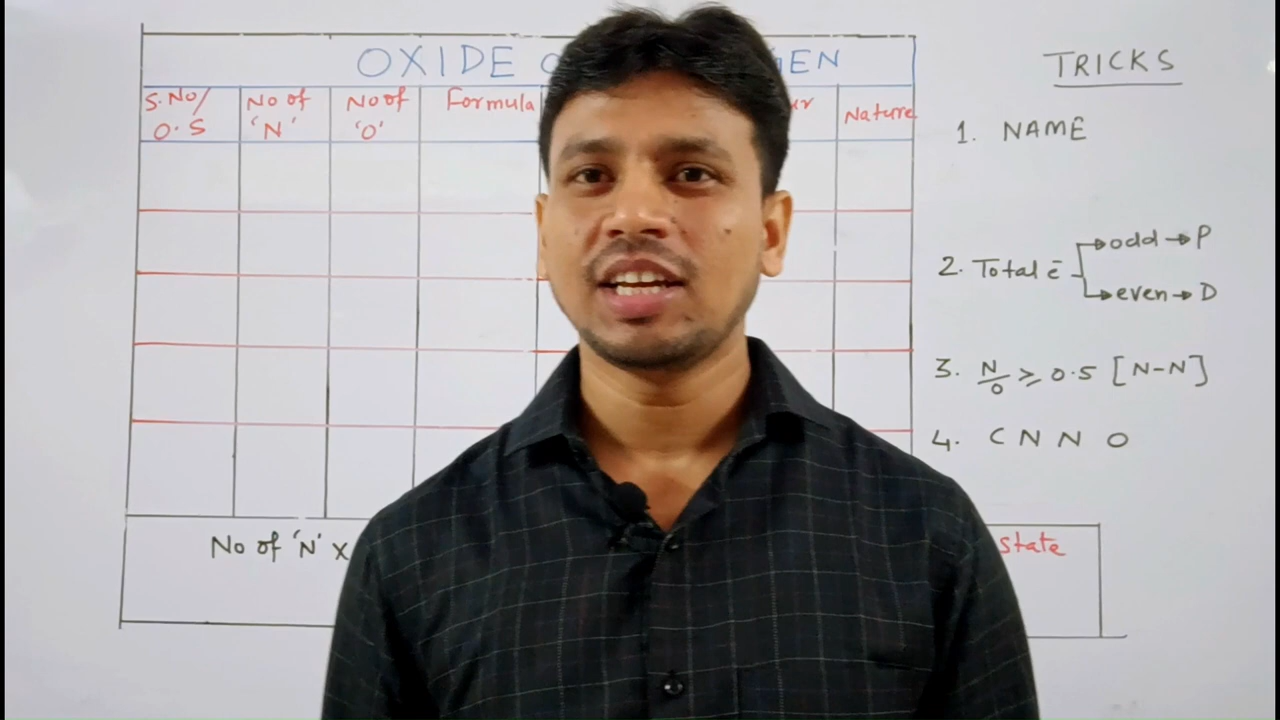 OXIDE
EN
S.No/ O.S
No of 'N'
No of 'O'
Formula
Nature
No of 'N' x
state
TRICKS
1. NAME
2. Total ē
odd → P
even → D
3. N/O ≥ 0.5 [N-N]
4. C N N O